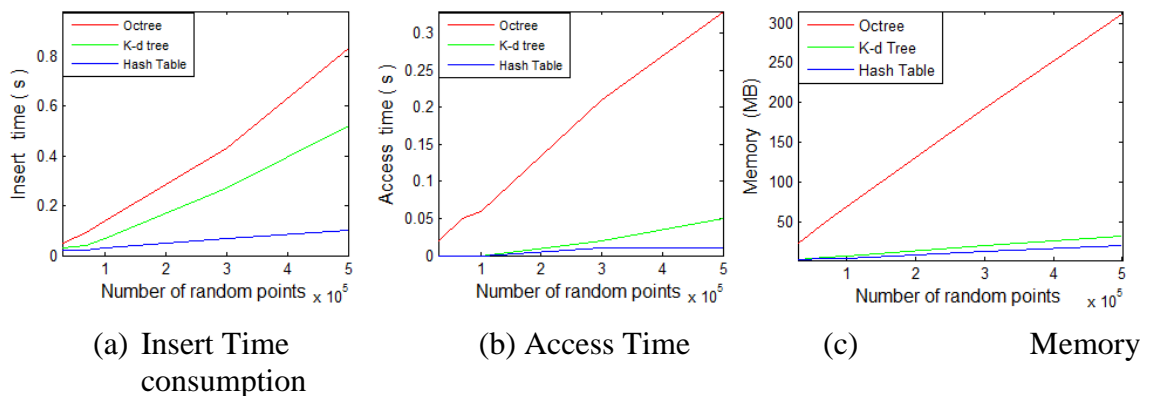 Octree
K-d tree
Hash Table
0.8
0.6
0.4
0.2
0
1
2
3
4
5
Insert time ( s )
Number of random points
x 10^5
Octree
K-d tree
Hash Table
0.3
0.25
0.2
0.15
0.1
0.05
0
1
2
3
4
5
Access time ( s )
Number of random points
x 10^5
Octree
K-d Tree
Hash Table
300
250
200
150
100
50
1
2
3
4
5
Memory (MB)
Number of random points
x 10^5
(a) Insert Time
consumption
(b) Access Time
(c) Memory